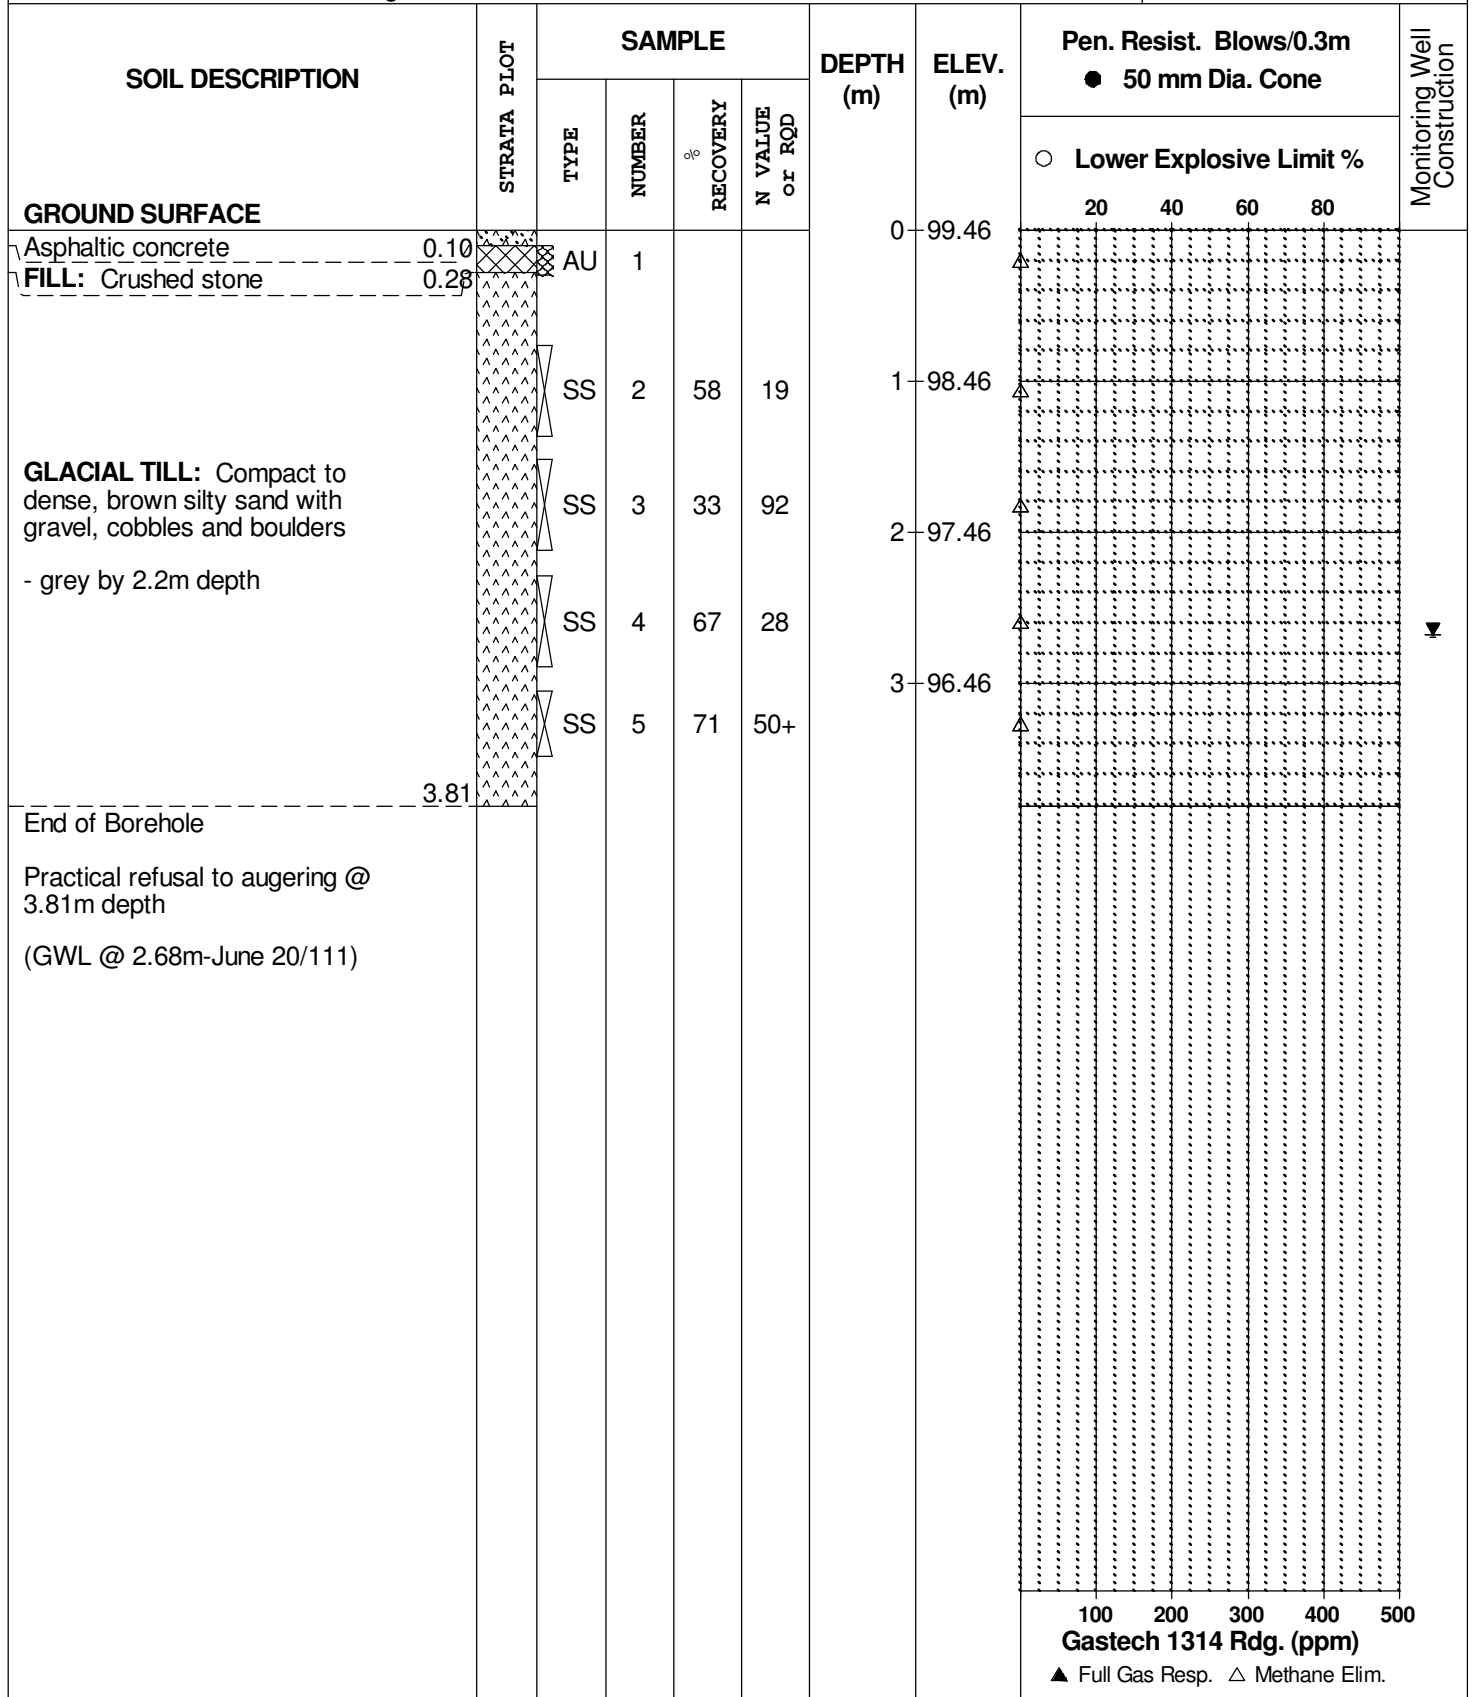 SOIL DESCRIPTION
GROUND SURFACE
STRATA PLOT
SAMPLE
TYPE
NUMBER
%
RECOVERY
N VALUE
or RQD
DEPTH
(m)
ELEV.
(m)
Pen. Resist. Blows/0.3m
● 50 mm Dia. Cone
○ Lower Explosive Limit %
20 40 60 80
Monitoring Well
Construction
0 99.46
Asphaltic concrete 0.10
AU 1
FILL: Crushed stone 0.28
1 98.46
SS 2 58 19
GLACIAL TILL: Compact to
dense, brown silty sand with
gravel, cobbles and boulders
SS 3 33 92
2 97.46
- grey by 2.2m depth
SS 4 67 28
3 96.46
SS 5 71 50+
3.81
End of Borehole
Practical refusal to augering @
3.81m depth
(GWL @ 2.68m-June 20/111)
100 200 300 400 500
Gastech 1314 Rdg. (ppm)
▲ Full Gas Resp. △ Methane Elim.